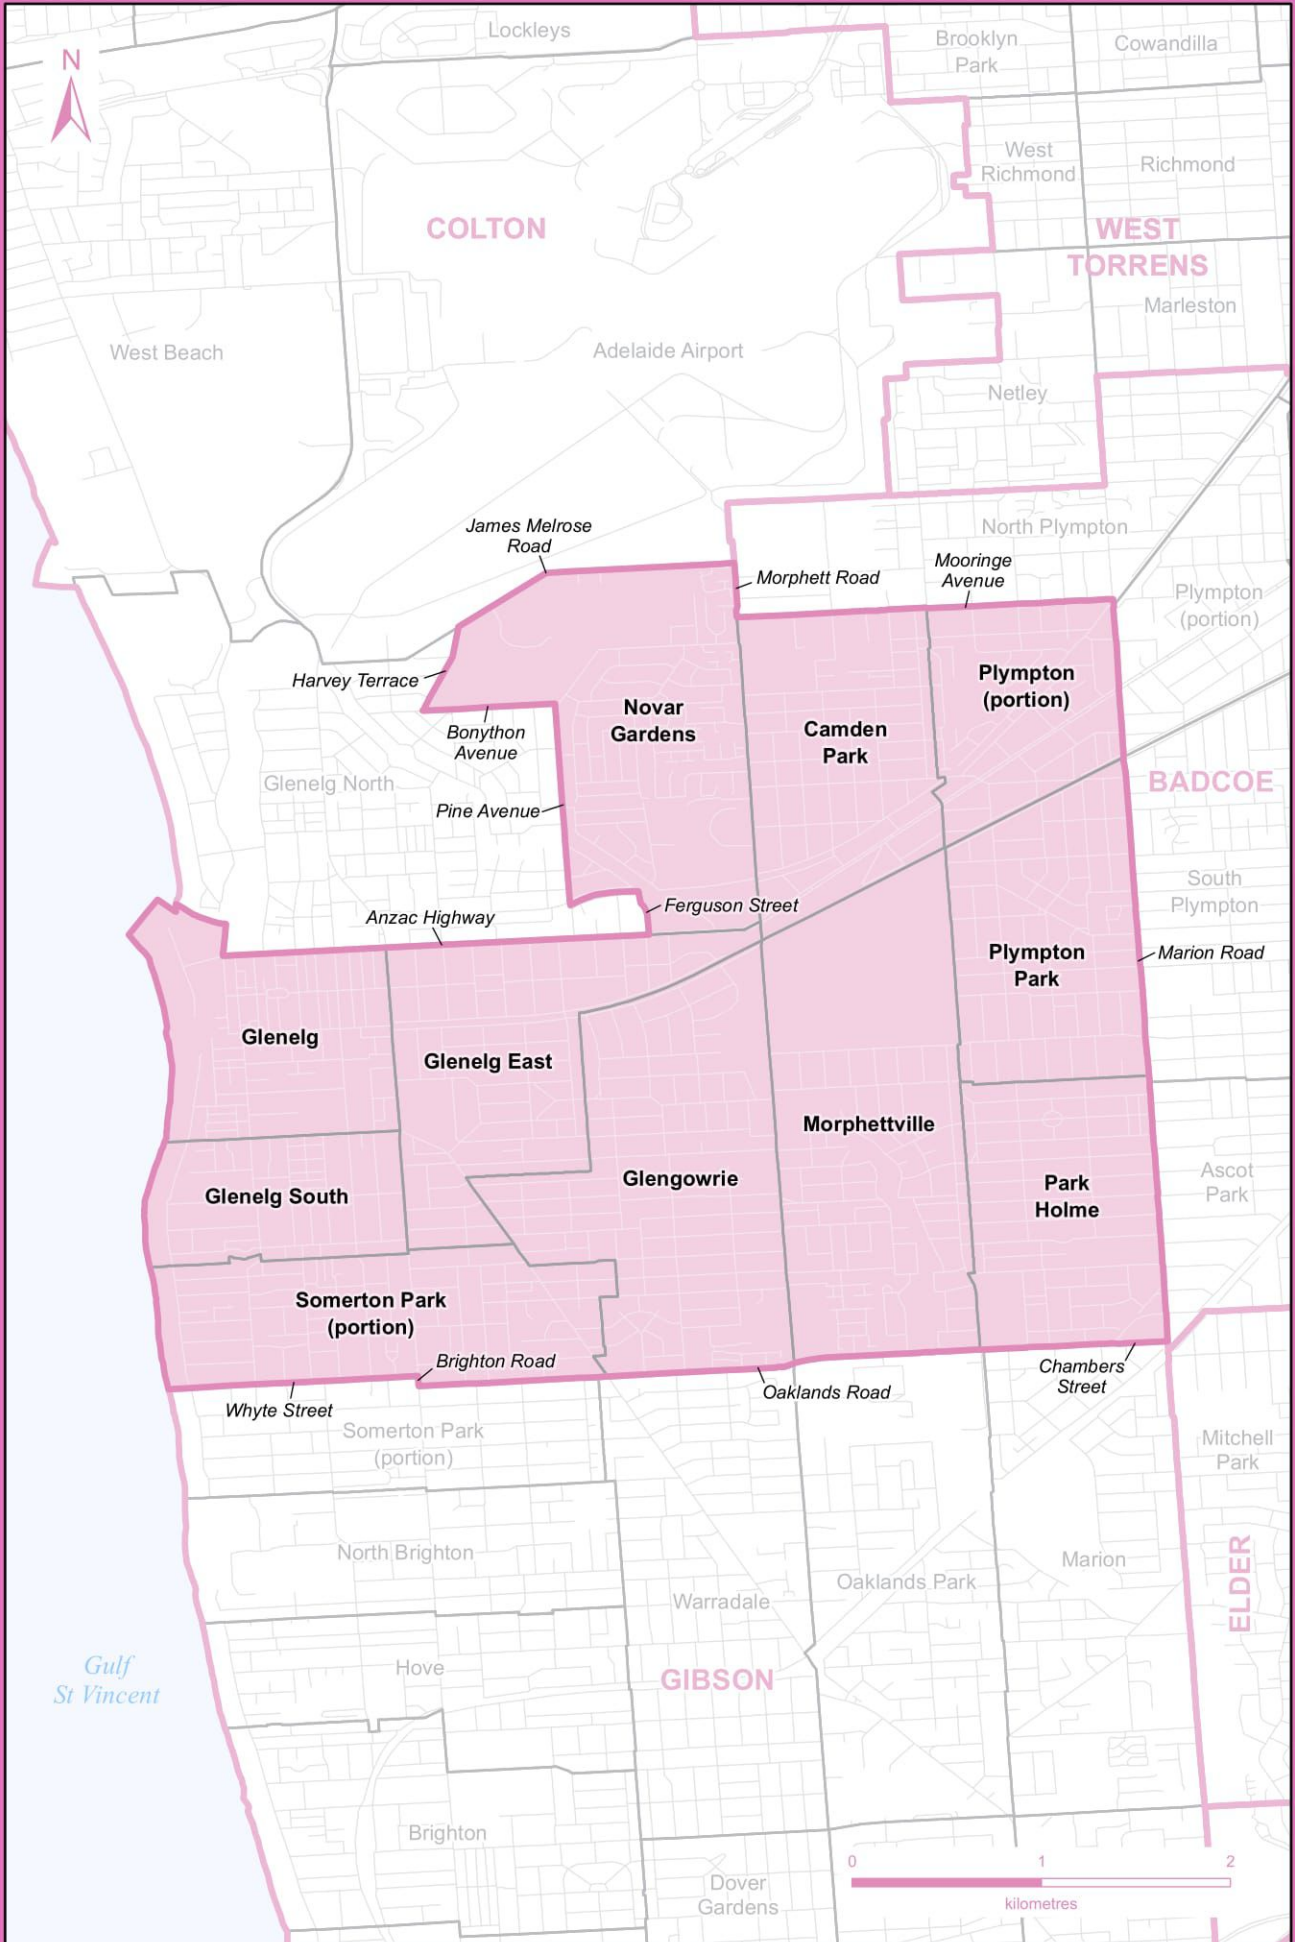 Lockleys
Brooklyn
Park
Cowandilla
N
West
Richmond
Richmond
COLTON
WEST
TORRENS
Marleston
West Beach
Adelaide Airport
Netley
James Melrose
Road
North Plympton
Mooringe
Avenue
Morphett Road
Plympton
(portion)
Harvey Terrace
Plympton
(portion)
Novar
Gardens
Camden
Park
Bonython
Avenue
Glenelg North
BADCOE
Pine Avenue
South
Plympton
Ferguson Street
Anzac Highway
Plympton
Park
Marion Road
Glenelg
Glenelg East
Morphettville
Glengowrie
Ascot
Park
Glenelg South
Park
Holme
Somerton Park
(portion)
Brighton Road
Chambers
Street
Oaklands Road
Whyte Street
Somerton Park
(portion)
Mitchell
Park
North Brighton
Marion
Oaklands Park
ELDER
Warradale
Gulf
St Vincent
Hove
GIBSON
Brighton
Dover
Gardens
0
1
2
kilometres